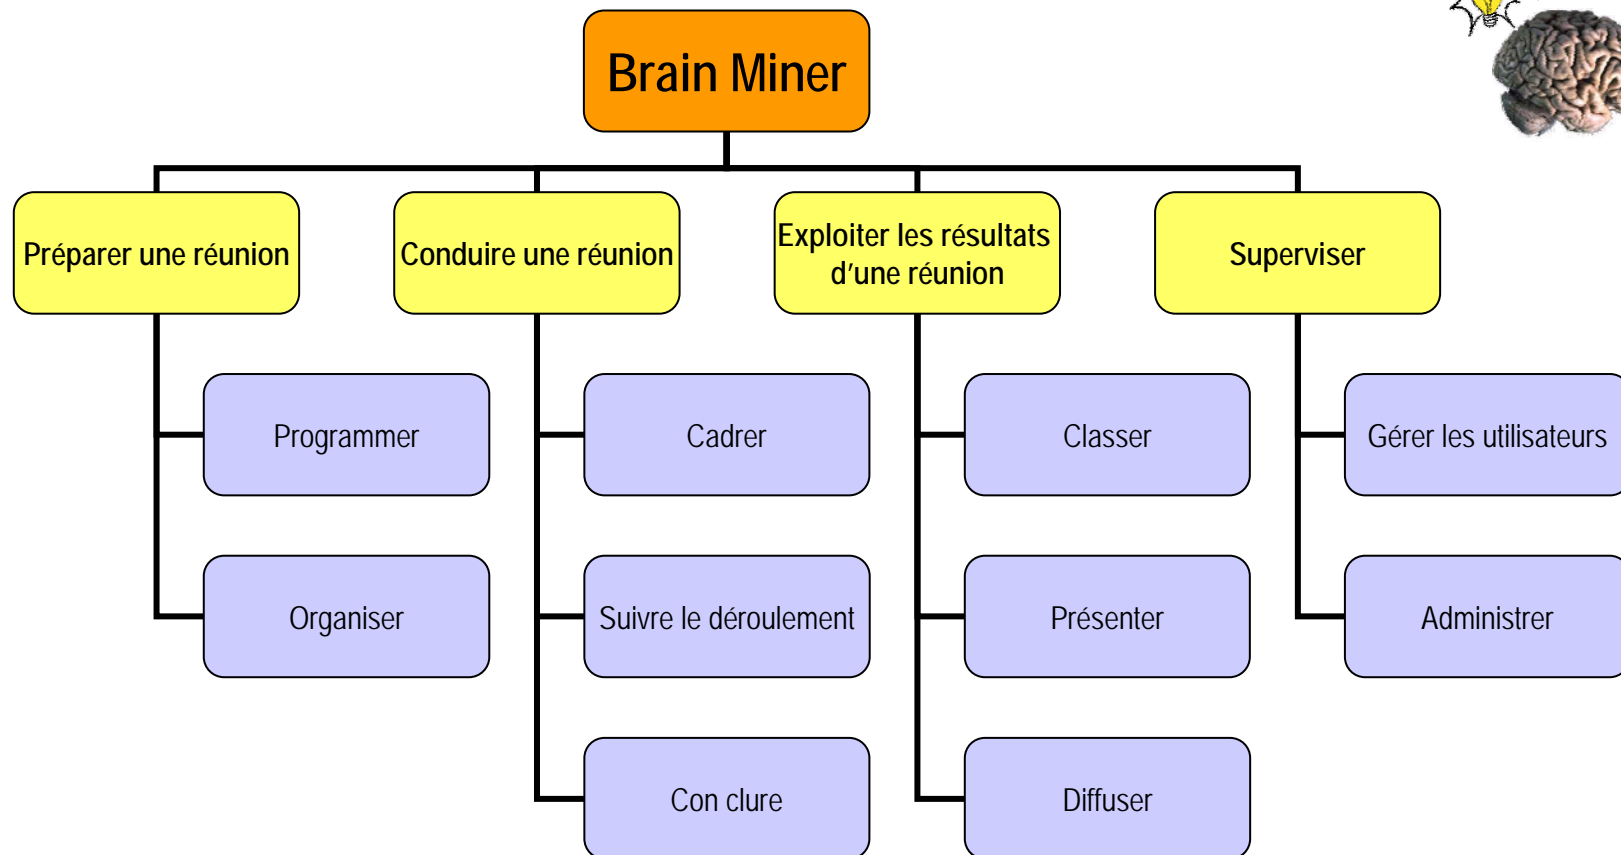 Brain Miner
Préparer une réunion
Conduire une réunion
Exploiter les résultats
d’une réunion
Superviser
Programmer
Cadrer
Classer
Gérer les utilisateurs
Organiser
Suivre le déroulement
Présenter
Administrer
Con clure
Diffuser